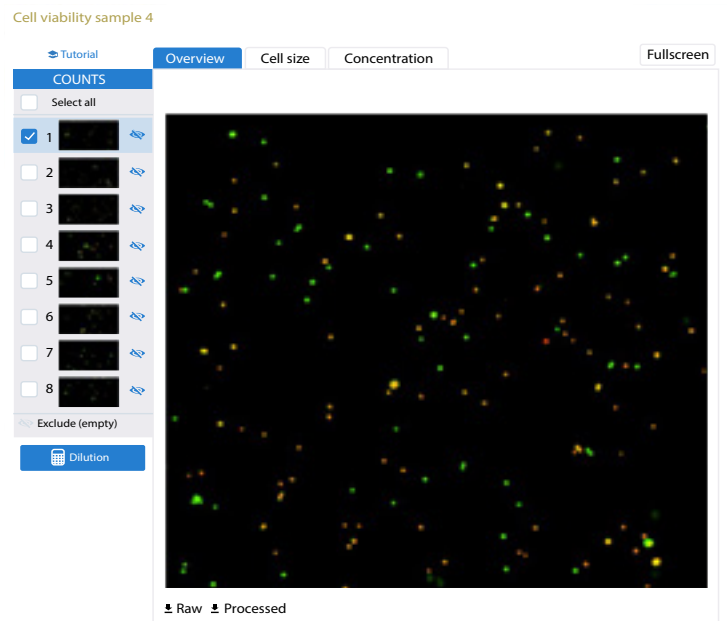 Cell viability sample 4
Tutorial
Overview
Cell size
Concentration
Fullscreen
COUNTS
Select all
1
2
3
4
5
6
7
8
Exclude (empty)
Dilution
Raw
Processed